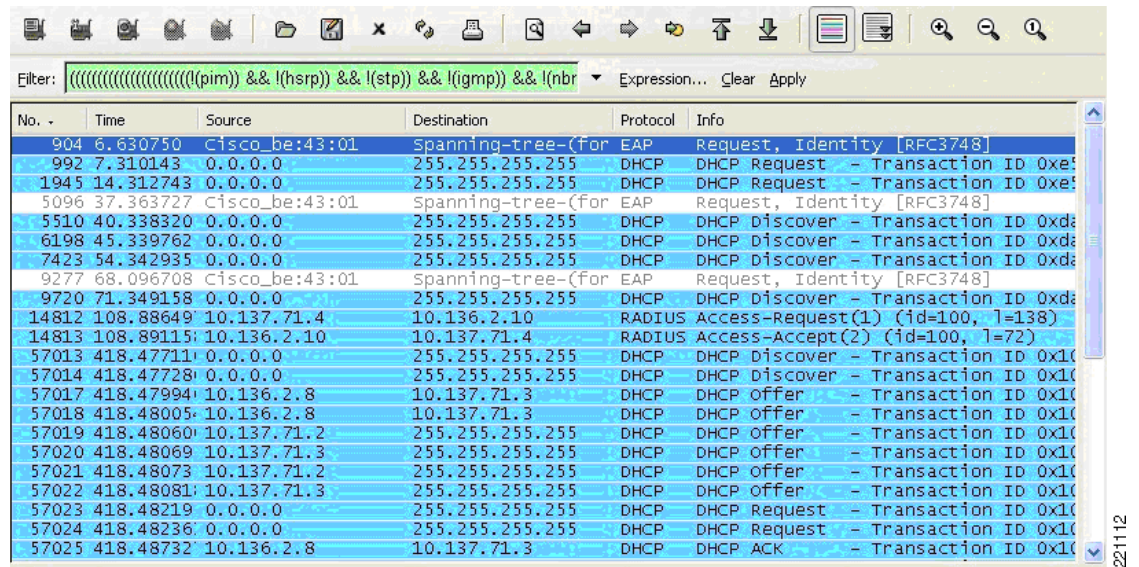 Filter: ((((((((((((((((((((((!(pim)) && !(hsrp)) && !(stp)) && !(igmp)) && !(nbr Expression... Clear Apply
No. - Time Source Destination Protocol Info
904 6.630750 Cisco_be:43:01 Spanning-tree-(for EAP Request, Identity [RFC3748]
992 7.310143 0.0.0.0 255.255.255.255 DHCP DHCP Request - Transaction ID 0xe5
1945 14.312743 0.0.0.0 255.255.255.255 DHCP DHCP Request - Transaction ID 0xe5
5096 37.363727 Cisco_be:43:01 Spanning-tree-(for EAP Request, Identity [RFC3748]
5510 40.338320 0.0.0.0 255.255.255.255 DHCP DHCP Discover - Transaction ID 0xda
6198 45.339762 0.0.0.0 255.255.255.255 DHCP DHCP Discover - Transaction ID 0xda
7423 54.342935 0.0.0.0 255.255.255.255 DHCP DHCP Discover - Transaction ID 0xda
9277 68.096708 Cisco_be:43:01 Spanning-tree-(for EAP Request, Identity [RFC3748]
9720 71.349158 0.0.0.0 255.255.255.255 DHCP DHCP Discover - Transaction ID 0xda
14812 108.88649 10.137.71.4 10.136.2.10 RADIUS Access-Request(1) (id=100, l=138)
14813 108.89115 10.136.2.10 10.137.71.4 RADIUS Access-Accept(2) (id=100, l=72)
57013 418.47711 0.0.0.0 255.255.255.255 DHCP DHCP Discover - Transaction ID 0x10
57014 418.47728 0.0.0.0 255.255.255.255 DHCP DHCP Discover - Transaction ID 0x10
57017 418.47994 10.136.2.8 10.137.71.3 DHCP DHCP Offer - Transaction ID 0x10
57018 418.48005 10.136.2.8 10.137.71.3 DHCP DHCP Offer - Transaction ID 0x10
57019 418.48060 10.137.71.2 255.255.255.255 DHCP DHCP Offer - Transaction ID 0x10
57020 418.48069 10.137.71.3 255.255.255.255 DHCP DHCP Offer - Transaction ID 0x10
57021 418.48073 10.137.71.2 255.255.255.255 DHCP DHCP Offer - Transaction ID 0x10
57022 418.48081 10.137.71.3 255.255.255.255 DHCP DHCP Offer - Transaction ID 0x10
57023 418.48219 0.0.0.0 255.255.255.255 DHCP DHCP Request - Transaction ID 0x10
57024 418.48236 0.0.0.0 255.255.255.255 DHCP DHCP Request - Transaction ID 0x10
57025 418.48732 10.136.2.8 10.137.71.3 DHCP DHCP ACK - Transaction ID 0x10
221112